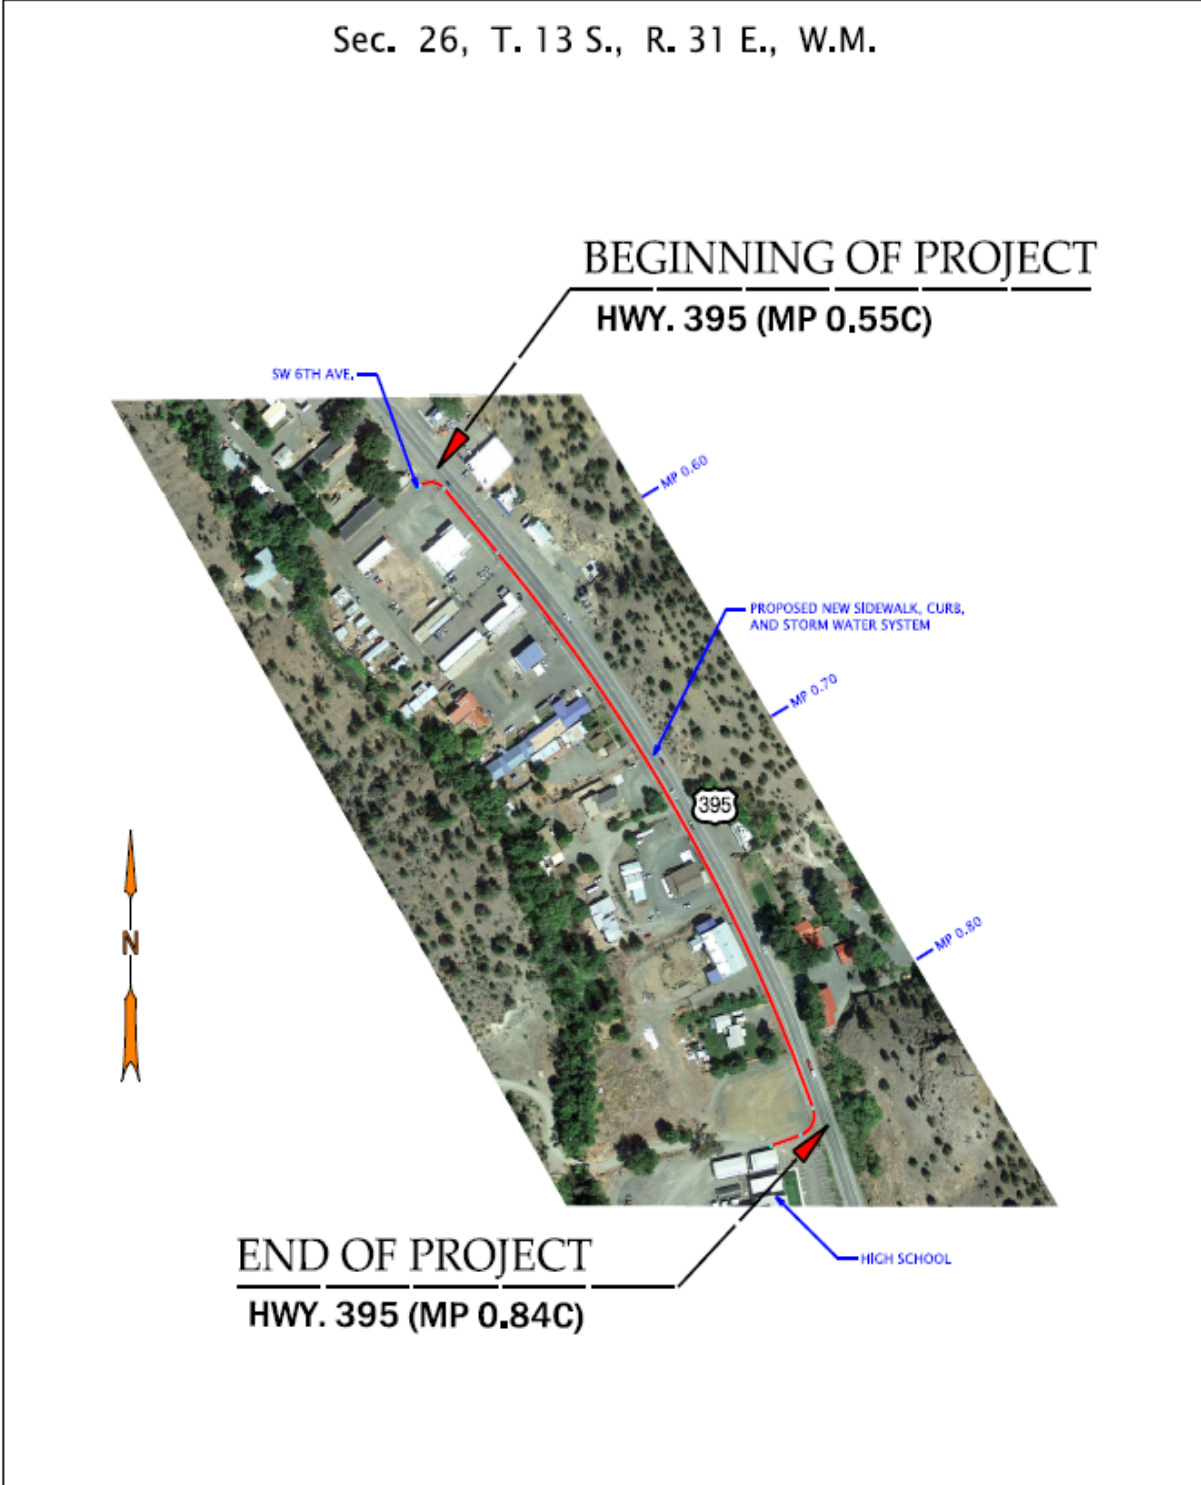 Sec. 26, T. 13 S., R. 31 E., W.M.
BEGINNING OF PROJECT
HWY. 395 (MP 0.55C)
SW 6TH AVE.
MP 0.60
PROPOSED NEW SIDEWALK, CURB,
AND STORM WATER SYSTEM
MP 0.70
395
N
MP 0.80
END OF PROJECT
HWY. 395 (MP 0.84C)
HIGH SCHOOL